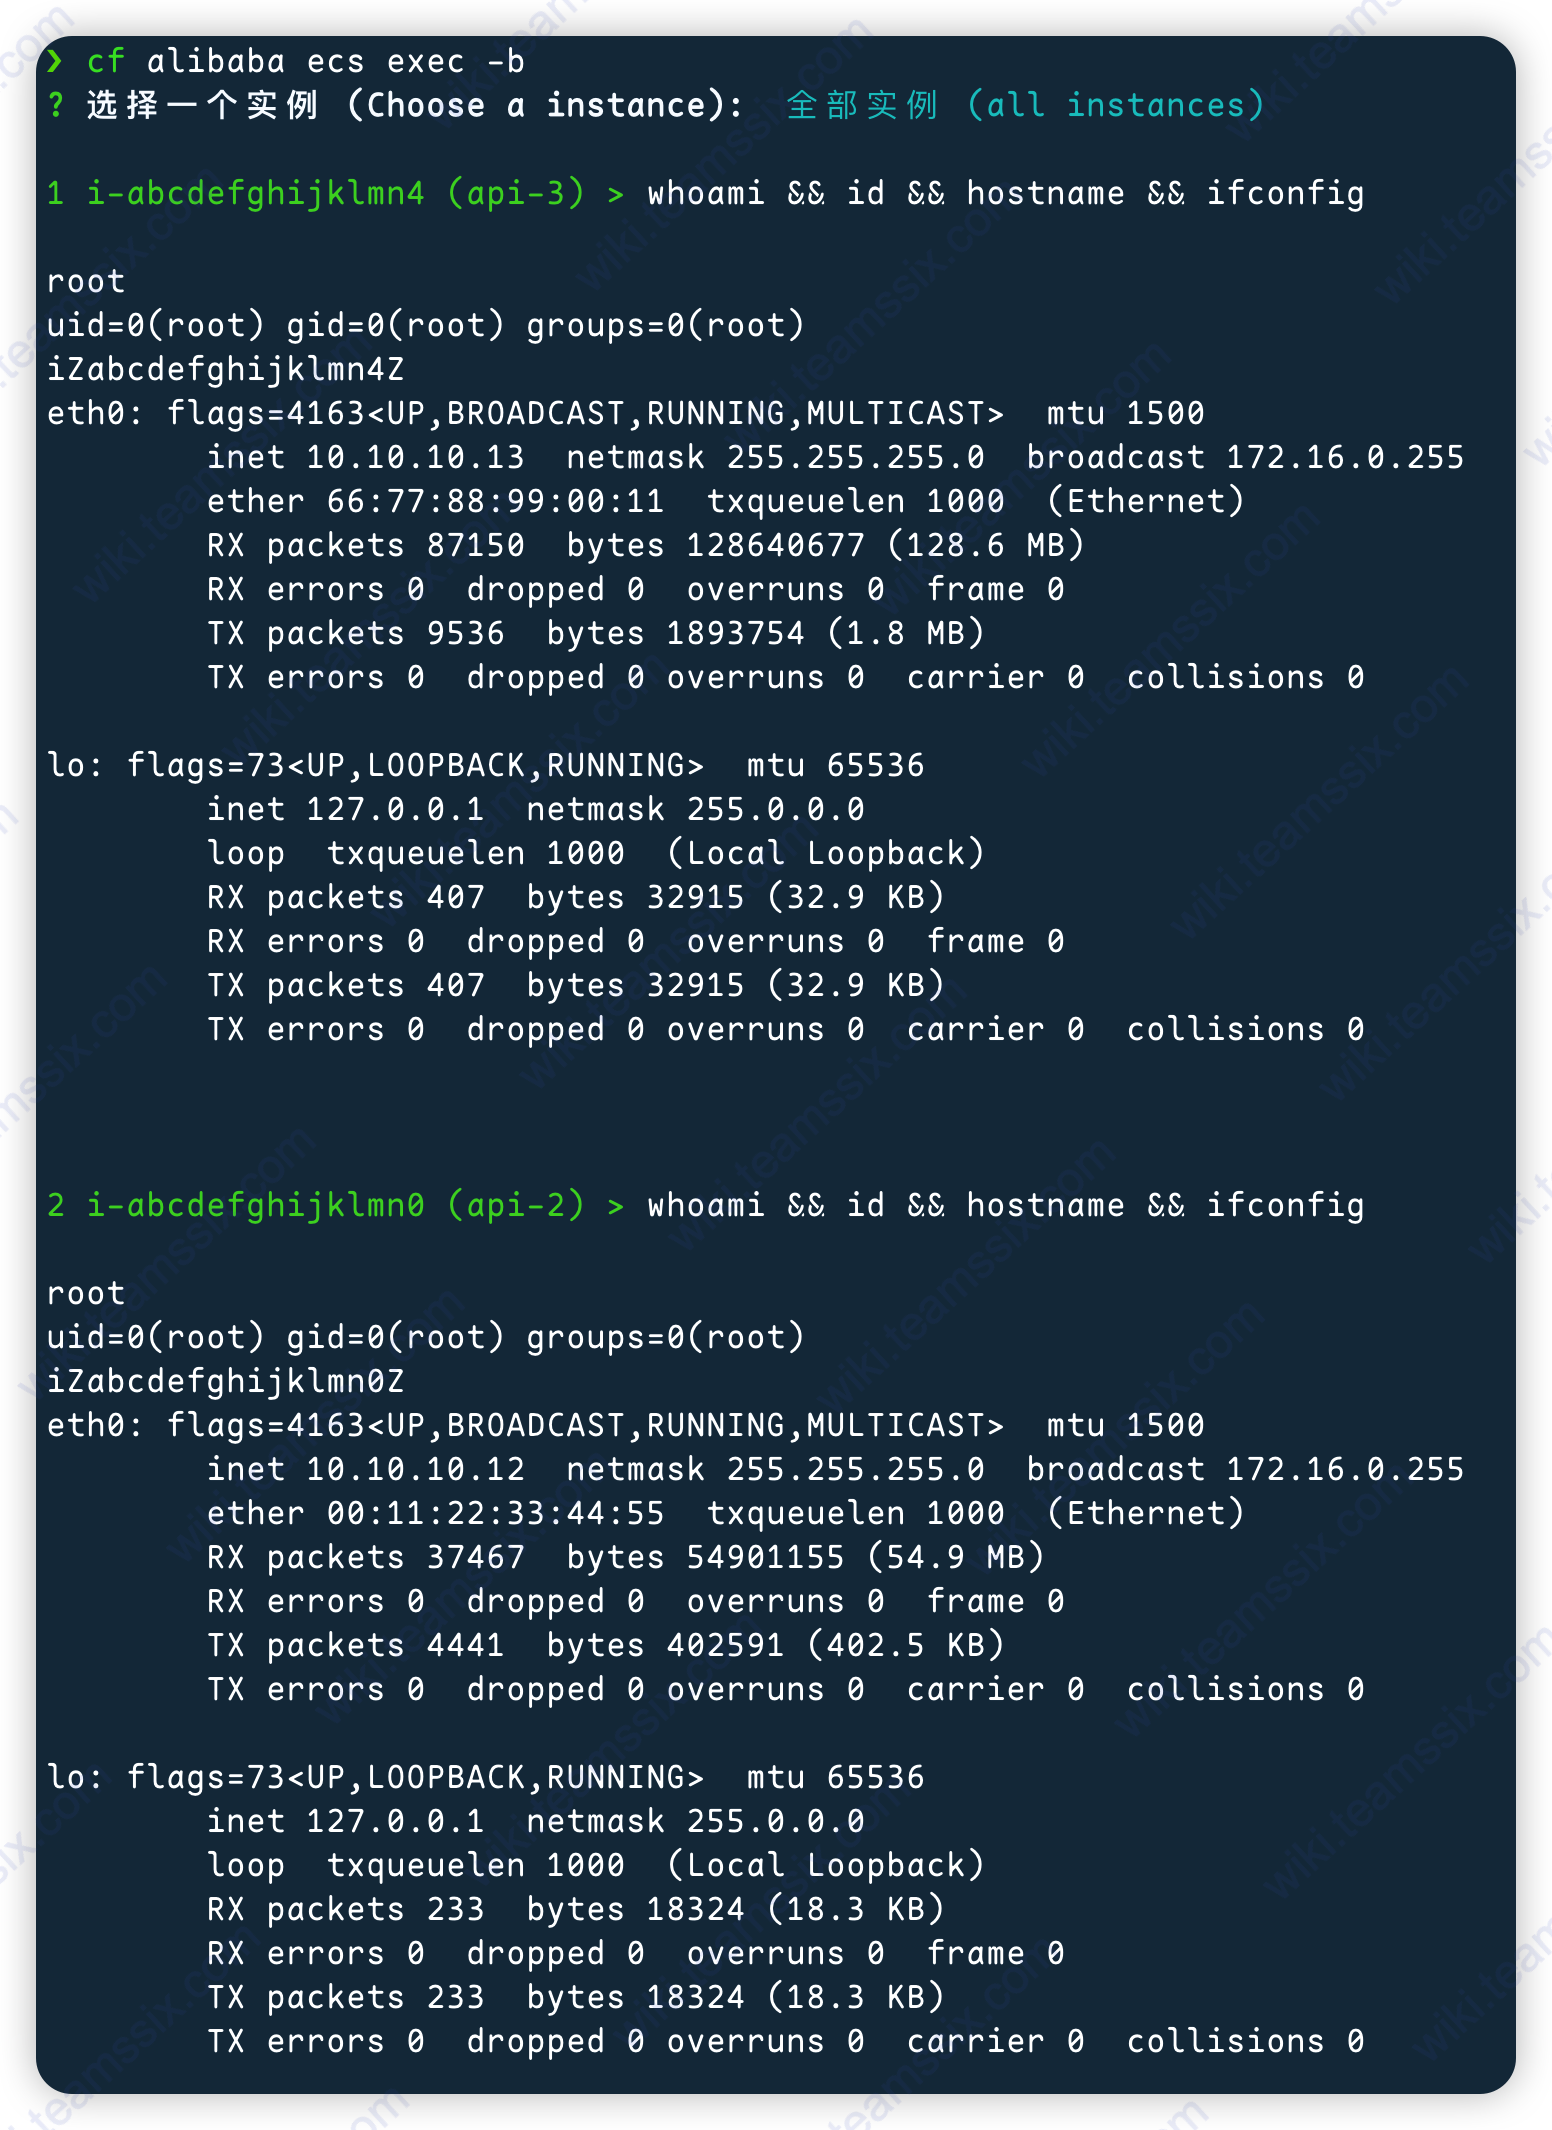 ❯ cf alibaba ecs exec -b
? 选择一个实例 (Choose a instance):  全部实例 (all instances)
1 i-abcdefghijklmn4 (api-3) > whoami && id && hostname && ifconfig
root
uid=0(root) gid=0(root) groups=0(root)
iZabcdefghijklmn4Z
eth0: flags=4163<UP,BROADCAST,RUNNING,MULTICAST>  mtu 1500
        inet 10.10.10.13  netmask 255.255.255.0  broadcast 172.16.0.255
        ether 66:77:88:99:00:11  txqueuelen 1000  (Ethernet)
        RX packets 87150  bytes 128640677 (128.6 MB)
        RX errors 0  dropped 0  overruns 0  frame 0
        TX packets 9536  bytes 1893754 (1.8 MB)
        TX errors 0  dropped 0 overruns 0  carrier 0  collisions 0
lo: flags=73<UP,LOOPBACK,RUNNING>  mtu 65536
        inet 127.0.0.1  netmask 255.0.0.0
        loop  txqueuelen 1000  (Local Loopback)
        RX packets 407  bytes 32915 (32.9 KB)
        RX errors 0  dropped 0  overruns 0  frame 0
        TX packets 407  bytes 32915 (32.9 KB)
        TX errors 0  dropped 0 overruns 0  carrier 0  collisions 0
2 i-abcdefghijklmn0 (api-2) > whoami && id && hostname && ifconfig
root
uid=0(root) gid=0(root) groups=0(root)
iZabcdefghijklmn0Z
eth0: flags=4163<UP,BROADCAST,RUNNING,MULTICAST>  mtu 1500
        inet 10.10.10.12  netmask 255.255.255.0  broadcast 172.16.0.255
        ether 00:11:22:33:44:55  txqueuelen 1000  (Ethernet)
        RX packets 37467  bytes 54901155 (54.9 MB)
        RX errors 0  dropped 0  overruns 0  frame 0
        TX packets 4441  bytes 402591 (402.5 KB)
        TX errors 0  dropped 0 overruns 0  carrier 0  collisions 0
lo: flags=73<UP,LOOPBACK,RUNNING>  mtu 65536
        inet 127.0.0.1  netmask 255.0.0.0
        loop  txqueuelen 1000  (Local Loopback)
        RX packets 233  bytes 18324 (18.3 KB)
        RX errors 0  dropped 0  overruns 0  frame 0
        TX packets 233  bytes 18324 (18.3 KB)
        TX errors 0  dropped 0 overruns 0  carrier 0  collisions 0
wiki.teamssix.com